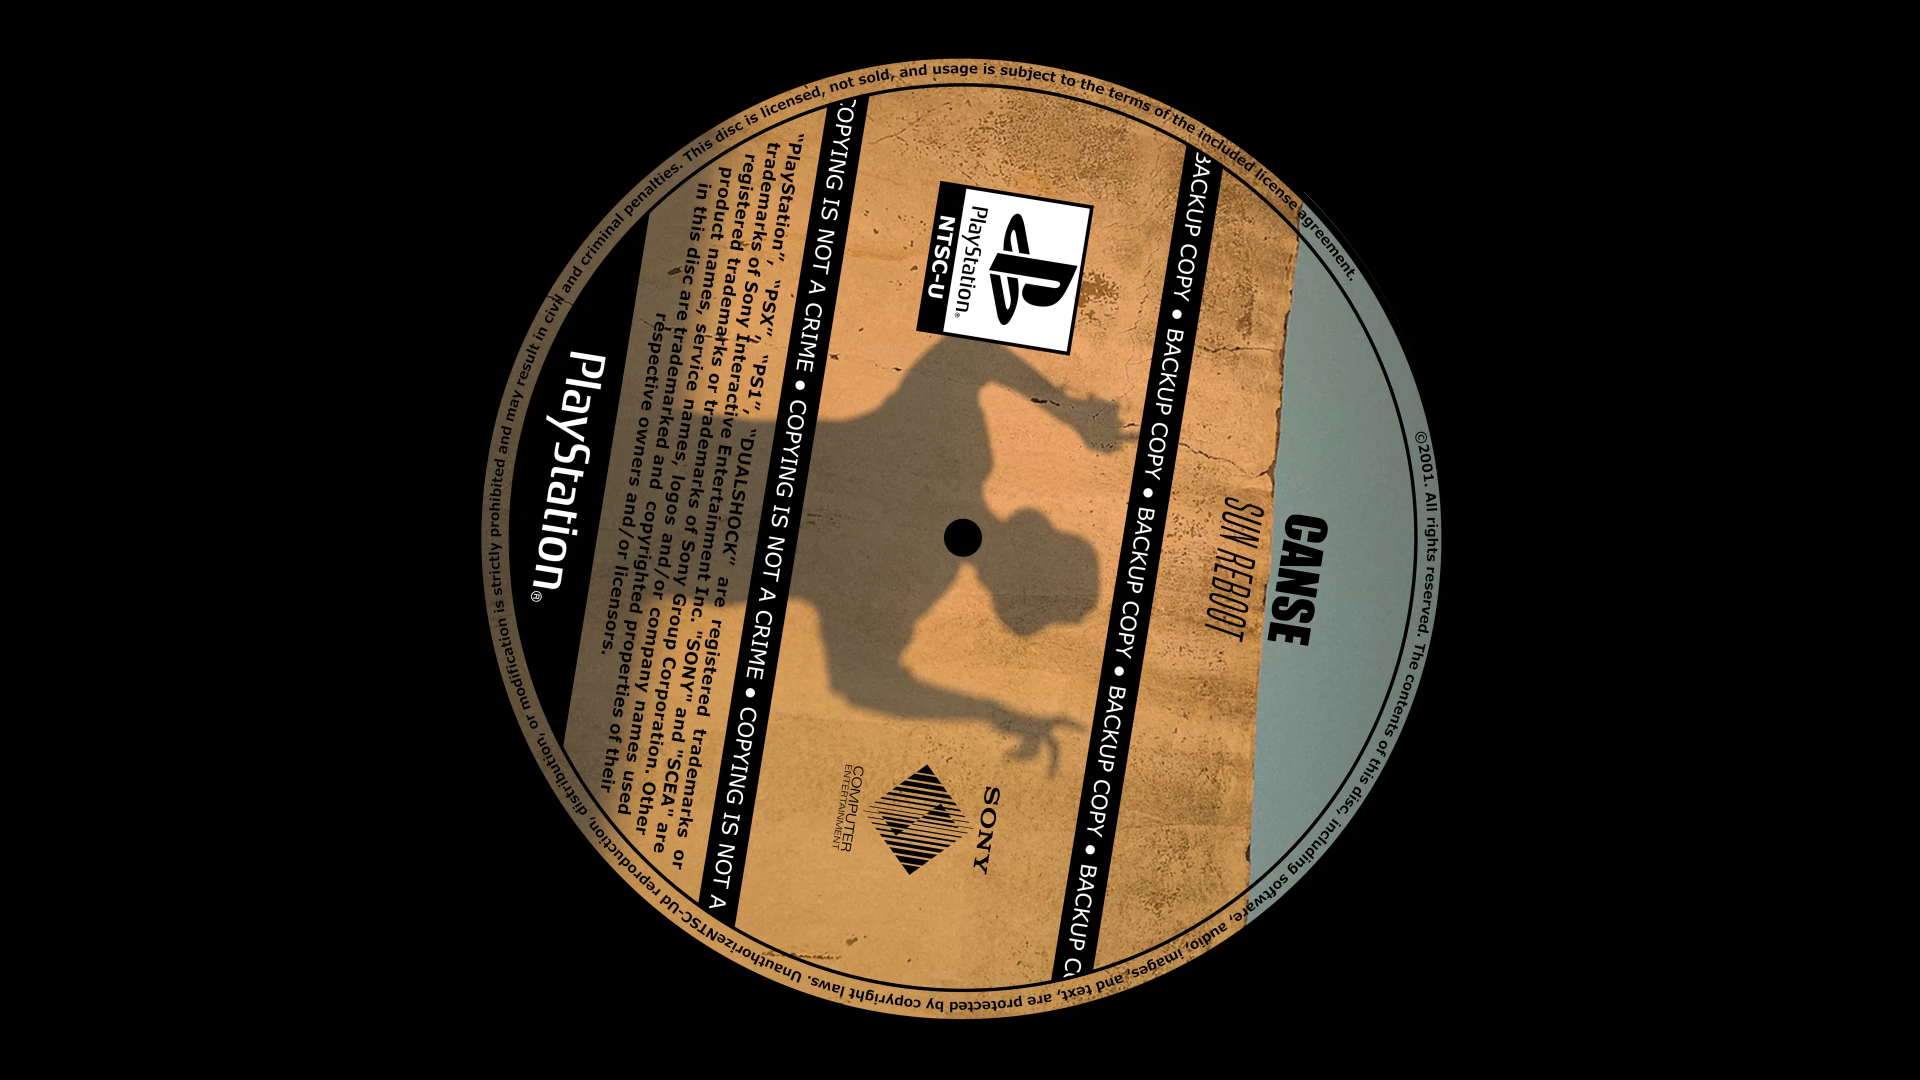 CANSE
SUN REBOOT
BACKUP COPY • BACKUP COPY • BACKUP COPY • BACKUP COPY • BACKUP CO
PlayStation®
NTSC-U
SONY
COMPUTER
ENTERTAINMENT
COPYING IS NOT A CRIME • COPYING IS NOT A CRIME • COPYING IS NOT A
“PlayStation”, “PSX”, “PS1”, “DUALSHOCK” are registered trademarks or
trademarks of Sony Interactive Entertainment Inc. "SONY" and "SCEA" are
registered trademarks or trademarks of Sony Group Corporation. Other
product names, service names, logos and/or company names used
in this disc are trademarked and copyrighted properties of their
respective owners and/or licensors.
PlayStation®
©2001. All rights reserved. The contents of this disc, including software, audio, images, and text, are protected by copyright laws. UnauthorizeNTSC-Ud reproduction, distribution, or modification is strictly prohibited and may result in civil and criminal penalties. This disc is licensed, not sold, and usage is subject to the terms of the included license agreement.